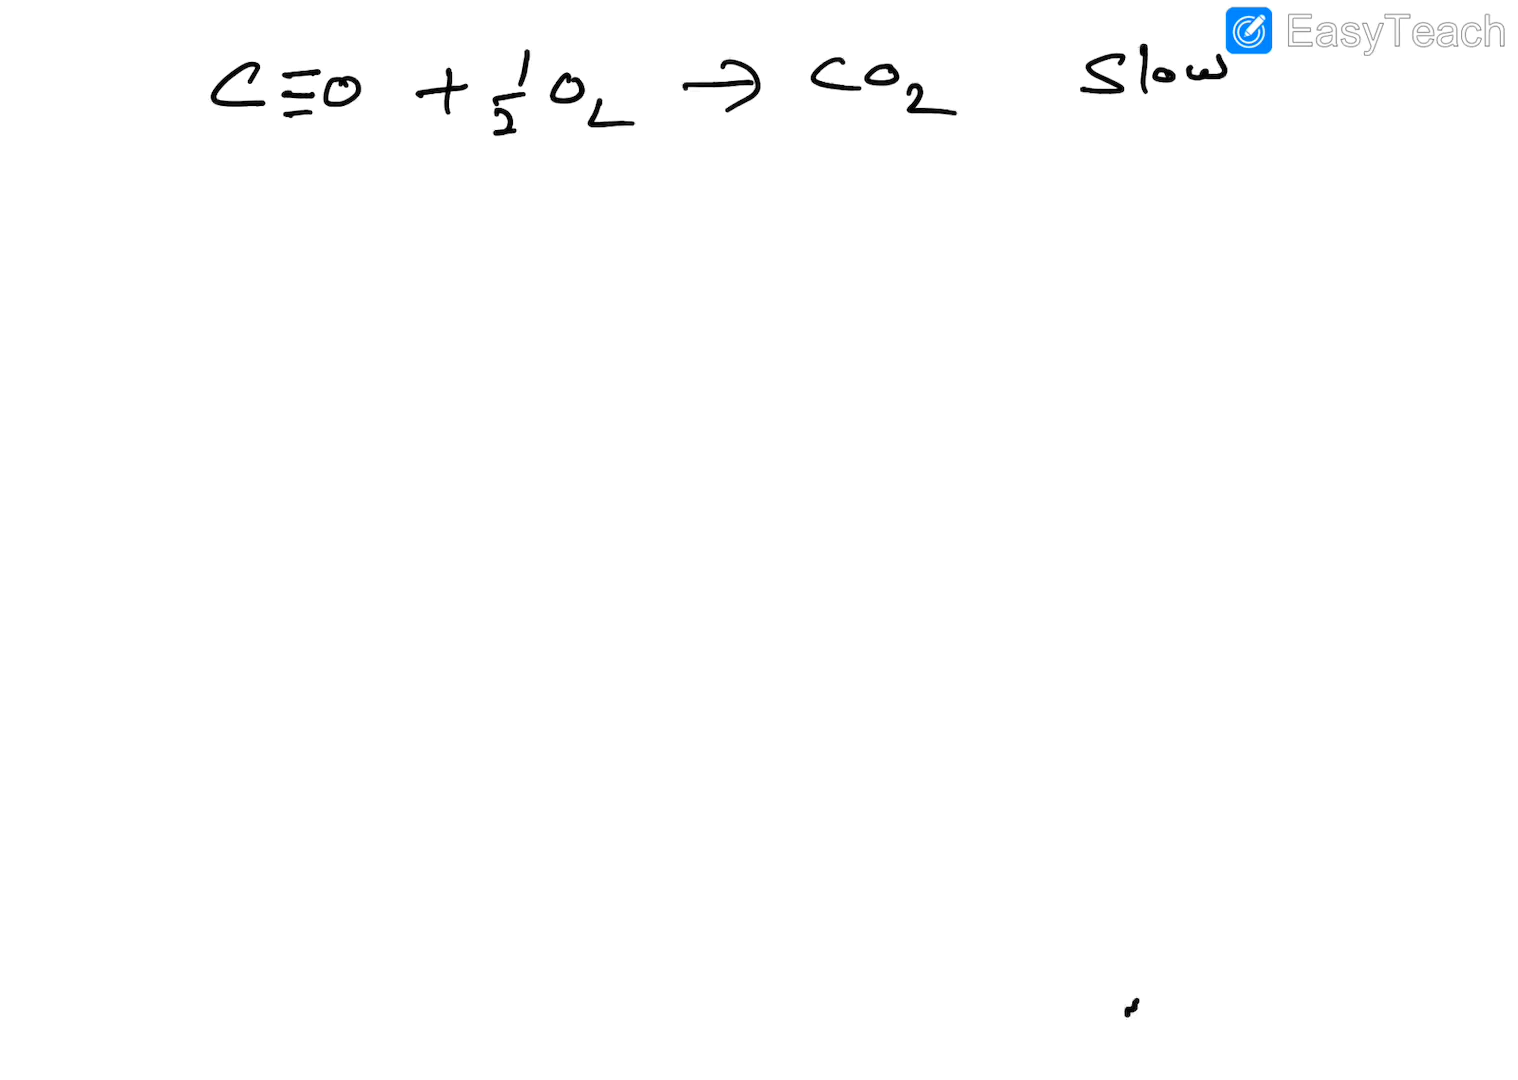 EasyTeach
C≡O + 1/2 O2 → CO2 Slow